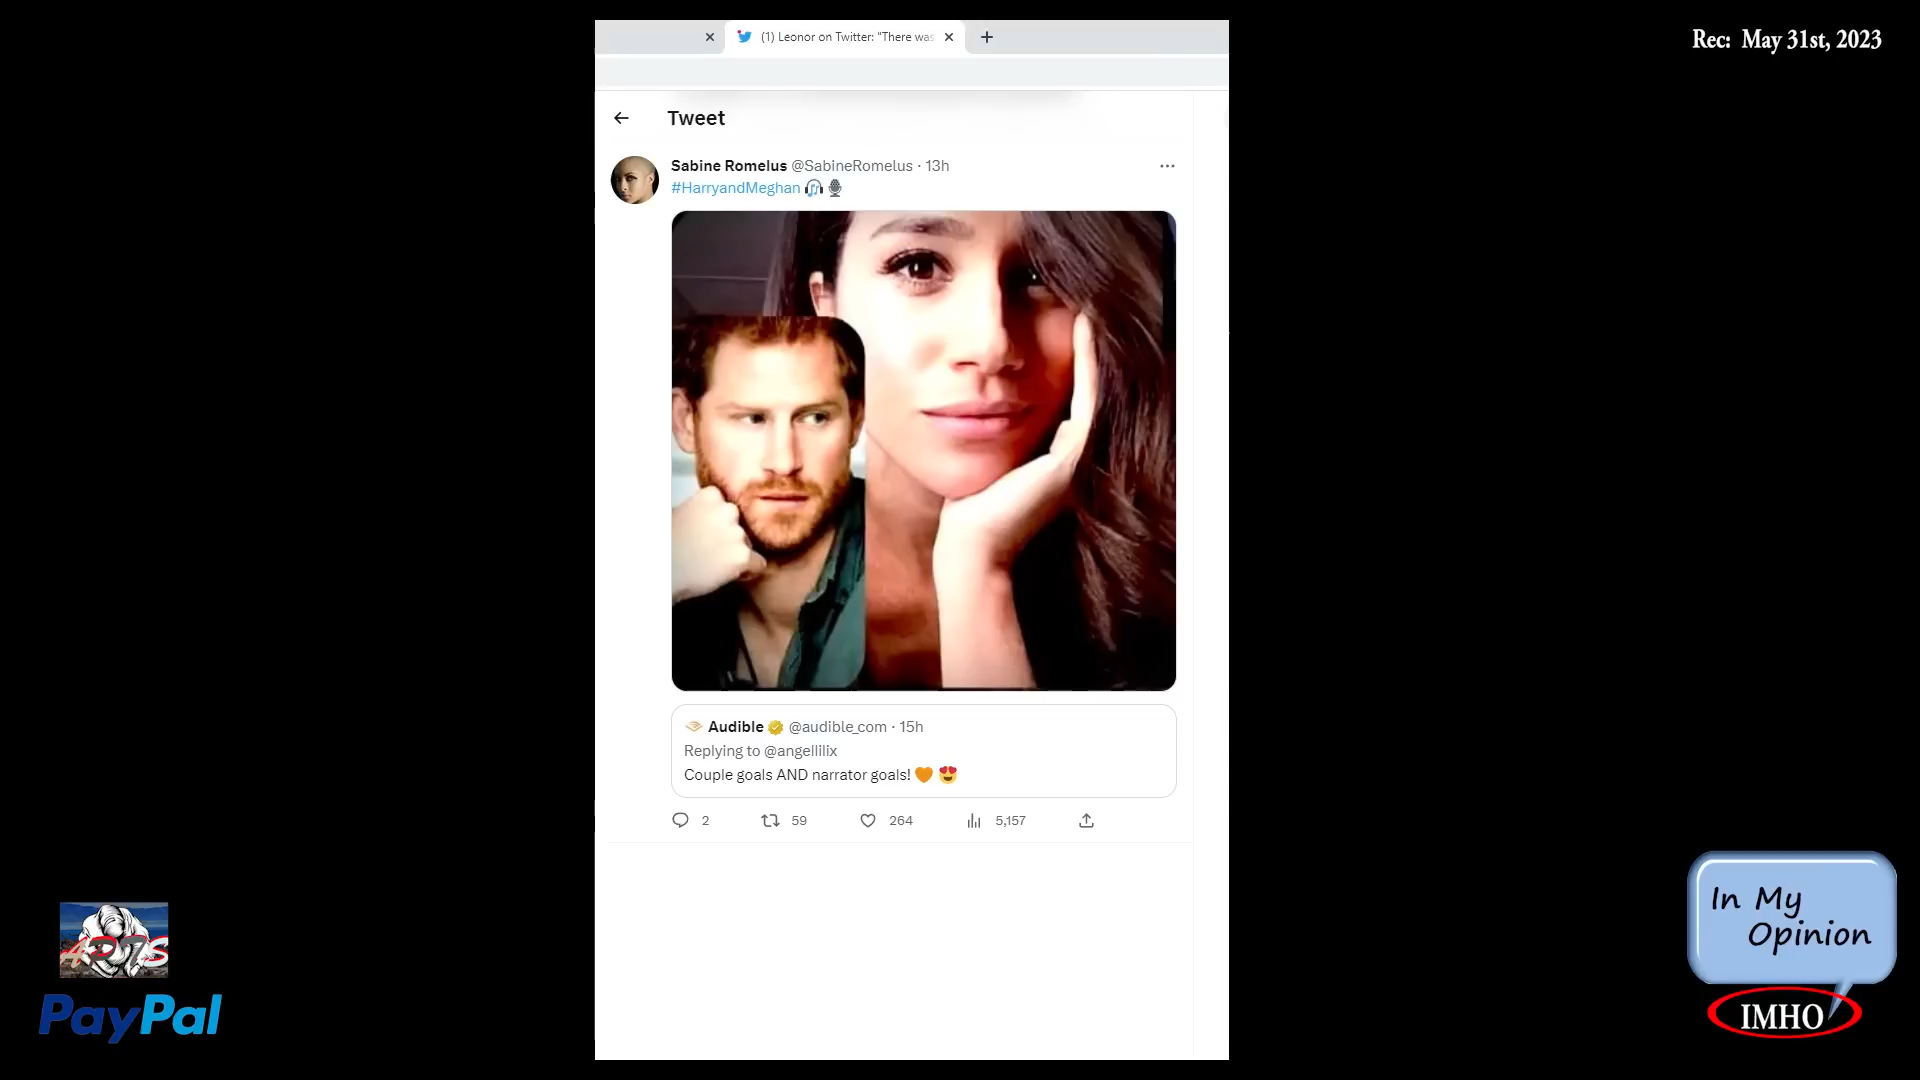 (1) Leonor on Twitter: "There was
Rec: May 31st, 2023
Tweet
Sabine Romelus @SabineRomelus · 13h
#HarryandMeghan
Audible @audible_com · 15h
Replying to @angellilix
Couple goals AND narrator goals!
2 59 264 5,157
In My
Opinion
IMHO
PayPal